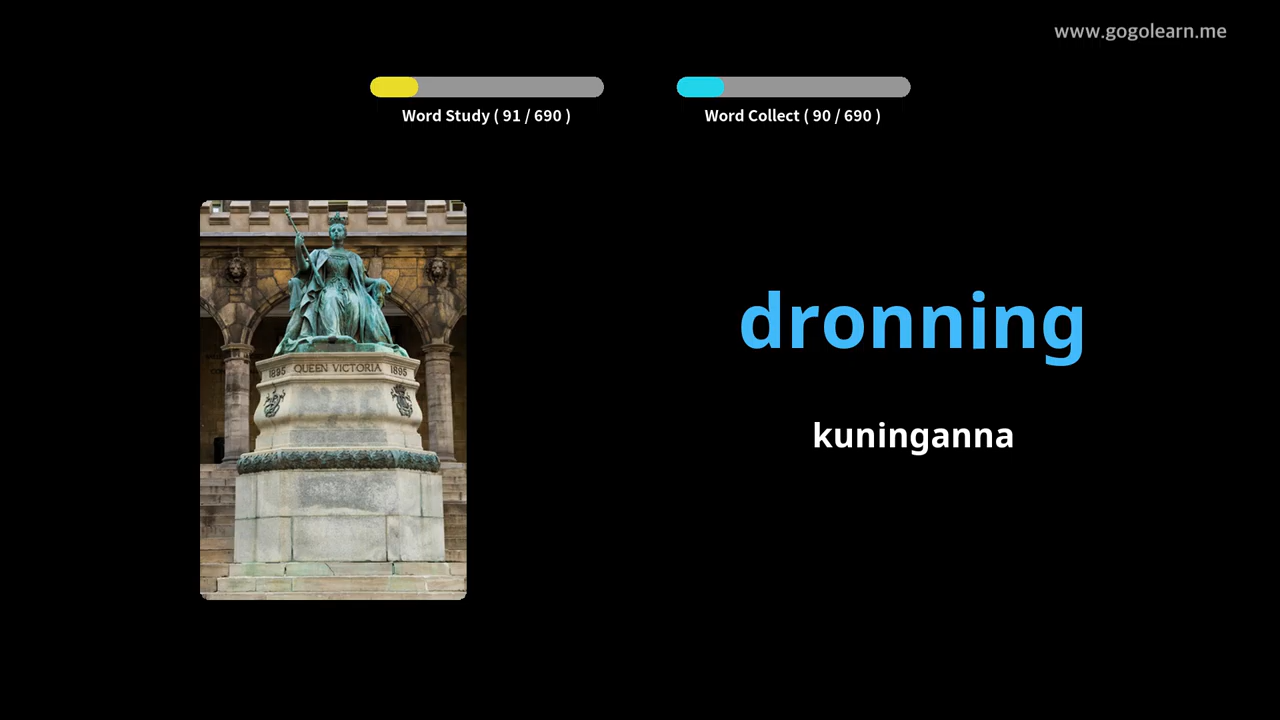 www.gogolearn.me
Word Study ( 91 / 690 )
Word Collect ( 90 / 690 )
1895 QUEEN VICTORIA 1895
dronning
kuninganna